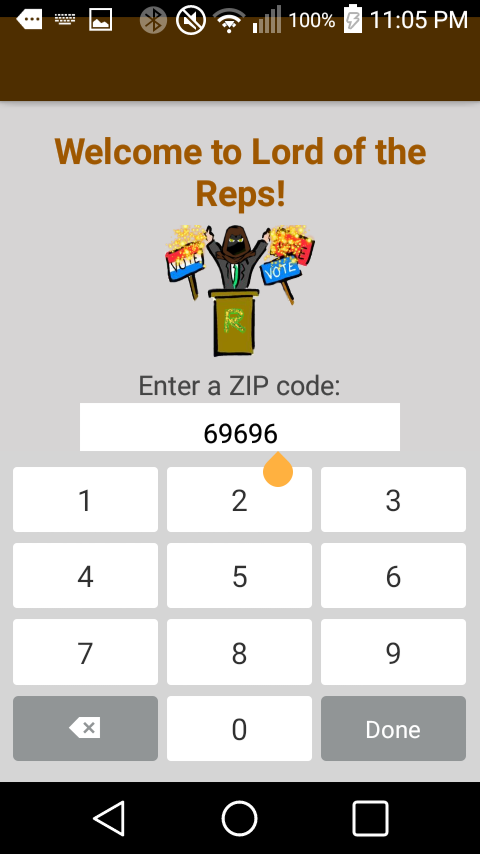 100% 11:05 PM
Welcome to Lord of the
Reps!
VOTE VOTE
VOTE
R
Enter a ZIP code:
69696
1 2 3
4 5 6
7 8 9
0 Done